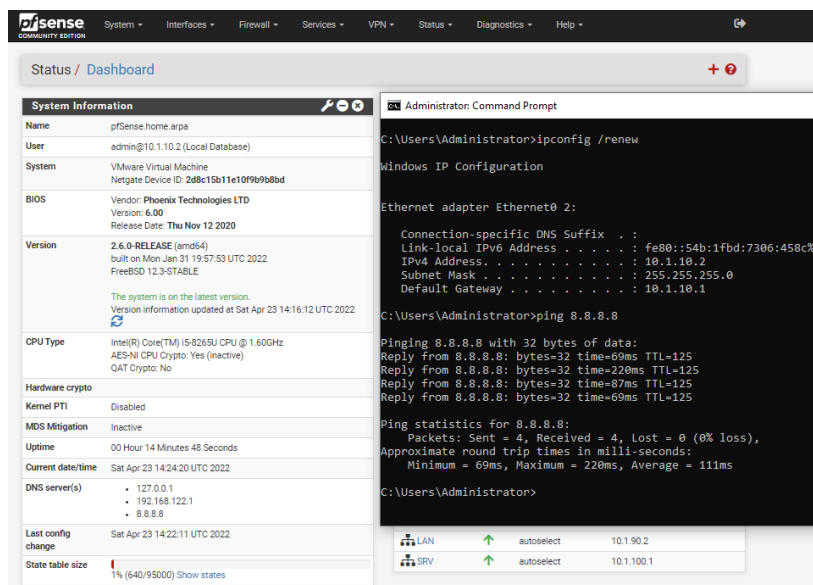 pfsense
COMMUNITY EDITION
System Interfaces Firewall Services VPN Status Diagnostics Help
Status / Dashboard
System Information
Name pfSense.home.arpa
User admin@10.1.10.2 (Local Database)
System VMware Virtual Machine
Netgate Device ID: 2d8c15b11e10f9b9b8bd
BIOS Vendor: Phoenix Technologies LTD
Version: 6.00
Release Date: Thu Nov 12 2020
Version 2.6.0-RELEASE (amd64)
built on Mon Jan 31 19:57:53 UTC 2022
FreeBSD 12.3-STABLE
The system is on the latest version.
Version information updated at Sat Apr 23 14:16:12 UTC 2022
CPU Type Intel(R) Core(TM) i5-8265U CPU @ 1.60GHz
AES-NI CPU Crypto: Yes (inactive)
QAT Crypto: No
Hardware crypto
Kernel PTI Disabled
MDS Mitigation Inactive
Uptime 00 Hour 14 Minutes 48 Seconds
Current date/time Sat Apr 23 14:24:20 UTC 2022
DNS server(s) • 127.0.0.1
• 192.168.122.1
• 8.8.8.8
Last config change Sat Apr 23 14:22:11 UTC 2022
State table size
1% (640/95000) Show states
Administrator: Command Prompt
C:\Users\Administrator>ipconfig /renew
Windows IP Configuration
Ethernet adapter Ethernet0 2:
Connection-specific DNS Suffix . :
Link-local IPv6 Address . . . . . : fe80::54b:1fbd:7306:458c%
IPv4 Address. . . . . . . . . . . : 10.1.10.2
Subnet Mask . . . . . . . . . . . : 255.255.255.0
Default Gateway . . . . . . . . . : 10.1.10.1
C:\Users\Administrator>ping 8.8.8.8
Pinging 8.8.8.8 with 32 bytes of data:
Reply from 8.8.8.8: bytes=32 time=69ms TTL=125
Reply from 8.8.8.8: bytes=32 time=220ms TTL=125
Reply from 8.8.8.8: bytes=32 time=87ms TTL=125
Reply from 8.8.8.8: bytes=32 time=69ms TTL=125
Ping statistics for 8.8.8.8:
Packets: Sent = 4, Received = 4, Lost = 0 (0% loss),
Approximate round trip times in milli-seconds:
Minimum = 69ms, Maximum = 220ms, Average = 111ms
C:\Users\Administrator>
LAN autoselect 10.1.90.2
SRV autoselect 10.1.100.1